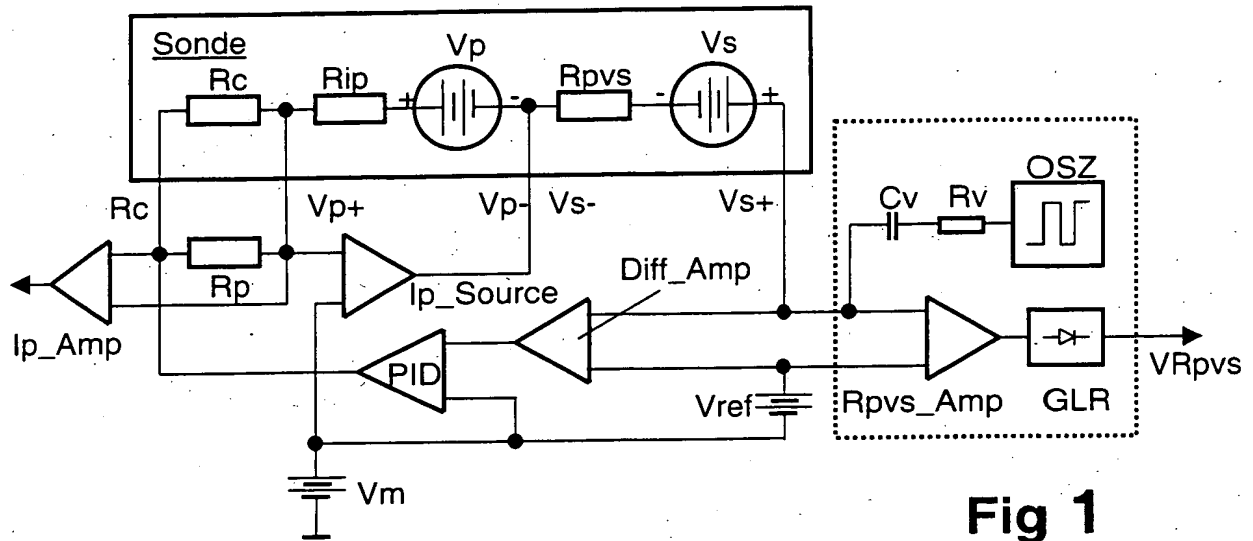 Sonde
Vp
Vs
Rc
Rip
Rpvs
+
-
-
+
Rc
Vp+
Vp-
Vs-
Vs+
Cv
Rv
OSZ
Rp
Ip_Source
Diff_Amp
Ip_Amp
PID
Vref
Rpvs_Amp
GLR
VRpvs
Vm
Fig 1